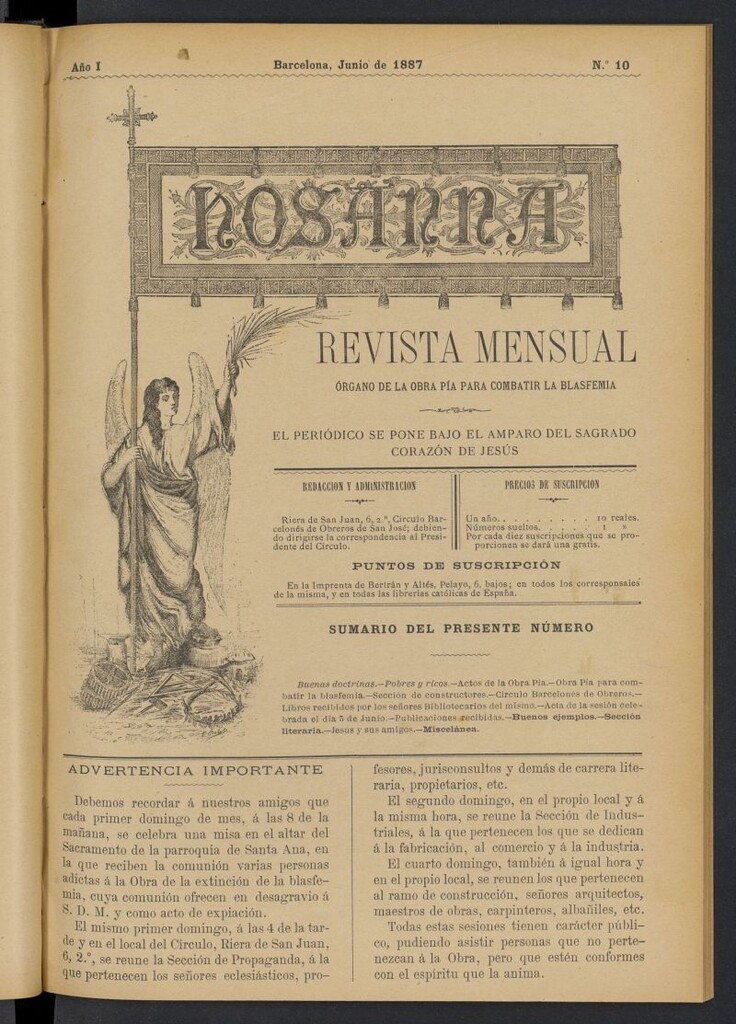 Año I
Barcelona, Junio de 1887
N.º 10
HOSANNA
REVISTA MENSUAL
ÓRGANO DE LA OBRA PÍA PARA COMBATIR LA BLASFEMIA
EL PERIÓDICO SE PONE BAJO EL AMPARO DEL SAGRADO
CORAZÓN DE JESÚS
REDACCION Y ADMINISTRACION
Riera de San Juan, 6, 2.º, Círculo Bar-
celonés de Obreros de San José; debien-
do dirigirse la correspondencia al Presi-
dente del Círculo.
PRECIOS DE SUSCRIPCION
Un año. . . . . . . . 10 reales.
Números sueltos. . . . . 1 »
Por cada diez suscripciones que se pro-
porcionen se dará una gratis.
PUNTOS DE SUSCRIPCIÓN
En la Imprenta de Bertrán y Altés, Pelayo, 6, bajos; en todos los corresponsales
de la misma, y en todas las librerías católicas de España.
SUMARIO DEL PRESENTE NÚMERO
Buenas doctrinas.—Pobres y ricos.—Actos de la Obra Pía.—Obra Pía para com-
batir la blasfemia.—Sección de constructores.—Círculo Barcelonés de Obreros.—
Libros recibidos por los señores Bibliotecarios del mismo.—Acta de la sesión cele-
brada el día 5 de Junio.—Publicaciones recibidas.—Buenos ejemplos.—Sección
literaria.—Jesús y sus amigos.—Miscelánea.
ADVERTENCIA IMPORTANTE
Debemos recordar á nuestros amigos que
cada primer domingo de mes, á las 8 de la
mañana, se celebra una misa en el altar del
Sacramento de la parroquia de Santa Ana, en
la que reciben la comunión varias personas
adictas á la Obra de la extinción de la blasfe-
mia, cuya comunión ofrecen en desagravio á
S. D. M. y como acto de expiación.
El mismo primer domingo, á las 4 de la tar-
de y en el local del Círculo, Riera de San Juan,
6, 2.º, se reune la Sección de Propaganda, á la
que pertenecen los señores eclesiásticos, pro-
fesores, jurisconsultos y demás de carrera lite-
raria, propietarios, etc.
El segundo domingo, en el propio local y á
la misma hora, se reune la Sección de Indus-
triales, á la que pertenecen los que se dedican
á la fabricación, al comercio y á la industria.
El cuarto domingo, también á igual hora y
en el propio local, se reunen los que pertenecen
al ramo de construcción, señores arquitectos,
maestros de obras, carpinteros, albañiles, etc.
Todas estas sesiones tienen carácter públi-
co, pudiendo asistir personas que no perte-
nezcan á la Obra, pero que estén conformes
con el espíritu que la anima.